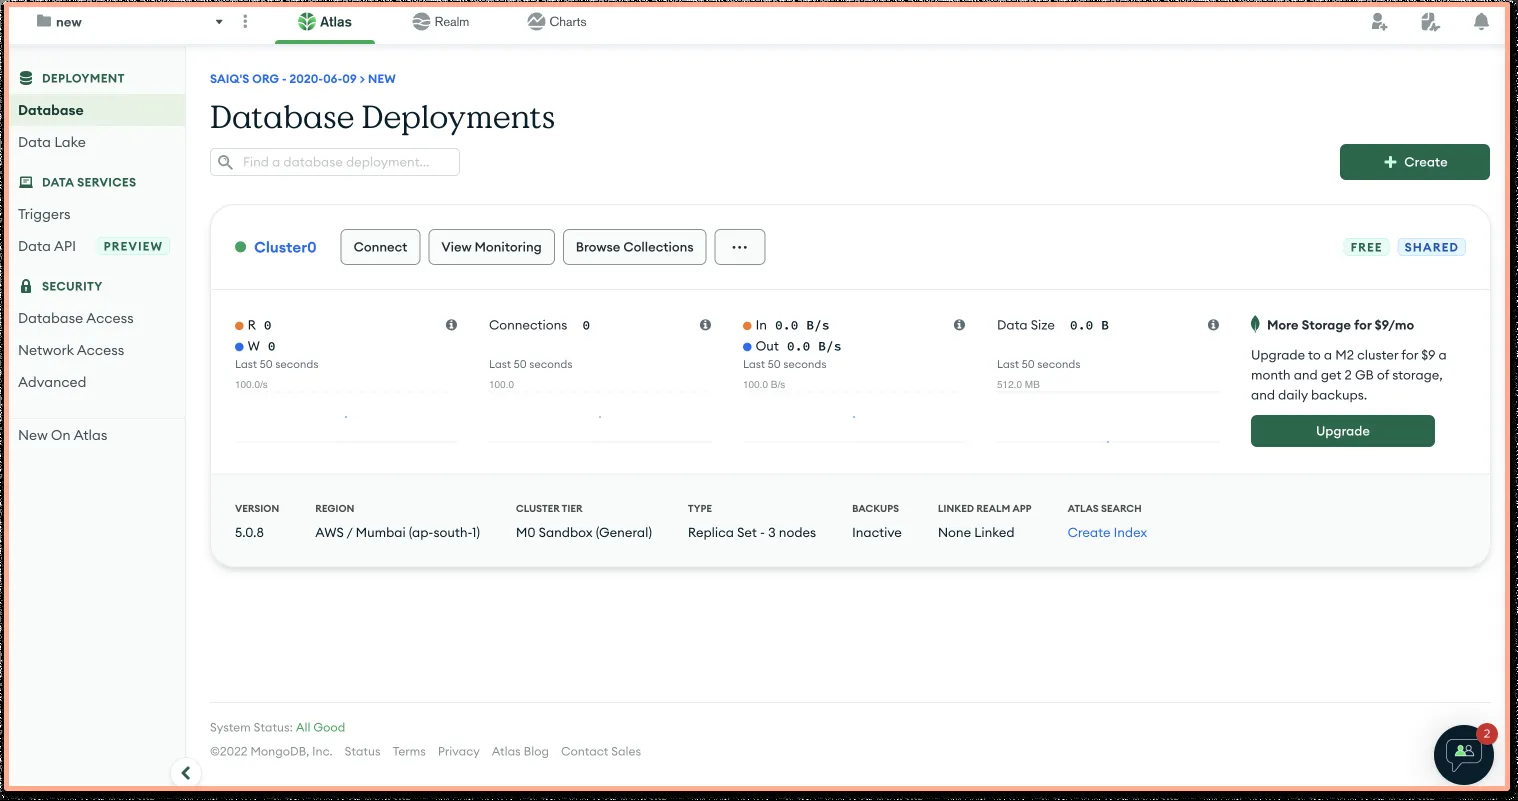 new
Atlas
Realm
Charts
DEPLOYMENT
Database
Data Lake
DATA SERVICES
Triggers
Data API PREVIEW
SECURITY
Database Access
Network Access
Advanced
New On Atlas
SAIQ'S ORG - 2020-06-09 > NEW
Database Deployments
Find a database deployment...
+ Create
Cluster0
Connect
View Monitoring
Browse Collections
...
FREE
SHARED
R 0
W 0
Last 50 seconds
100.0/s
Connections 0
Last 50 seconds
100.0
In 0.0 B/s
Out 0.0 B/s
Last 50 seconds
100.0 B/s
Data Size 0.0 B
Last 50 seconds
512.0 MB
More Storage for $9/mo
Upgrade to a M2 cluster for $9 a
month and get 2 GB of storage,
and daily backups.
Upgrade
VERSION
5.0.8
REGION
AWS / Mumbai (ap-south-1)
CLUSTER TIER
M0 Sandbox (General)
TYPE
Replica Set - 3 nodes
BACKUPS
Inactive
LINKED REALM APP
None Linked
ATLAS SEARCH
Create Index
System Status: All Good
©2022 MongoDB, Inc. Status Terms Privacy Atlas Blog Contact Sales
2